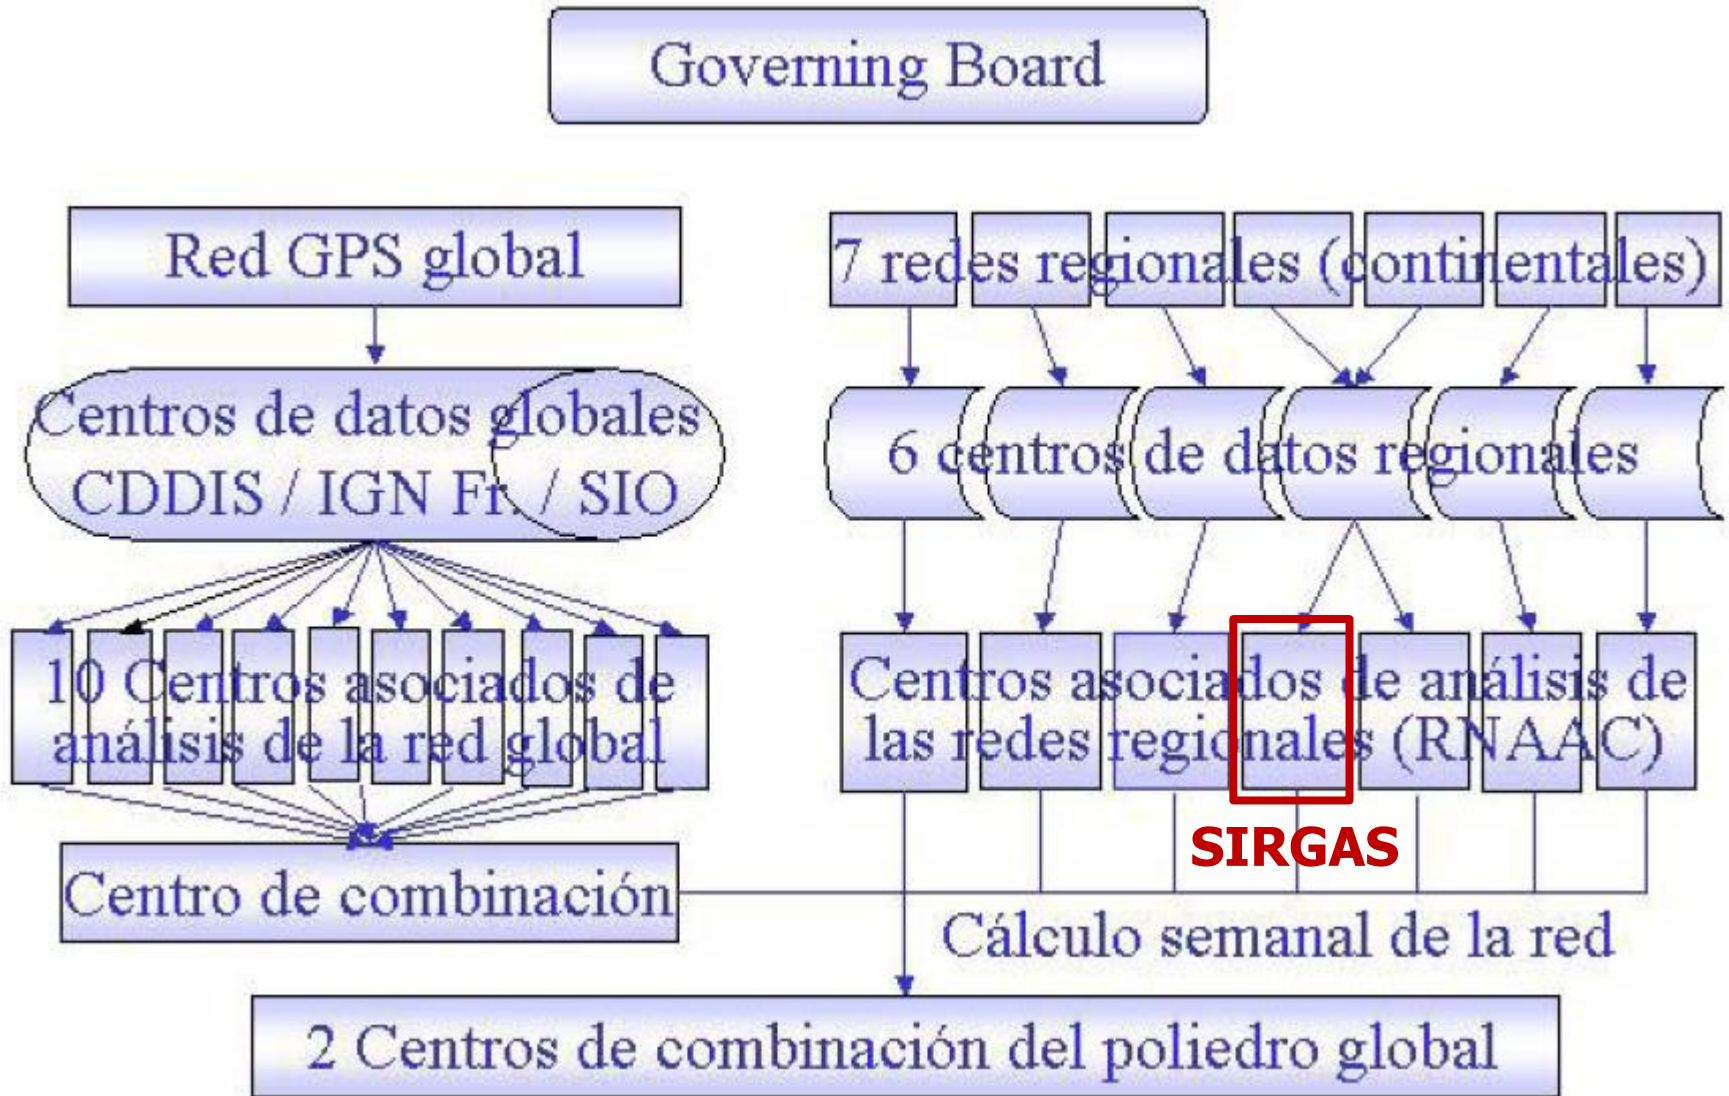 Governing Board
Red GPS global
7 redes regionales (continentales)
Centros de datos globales
CDDIS / IGN Fr. / SIO
6 centros de datos regionales
10 Centros asociados de
análisis de la red global
Centros asociados de análisis de
las redes regionales (RNAAC)
SIRGAS
Centro de combinación
Cálculo semanal de la red
2 Centros de combinación del poliedro global